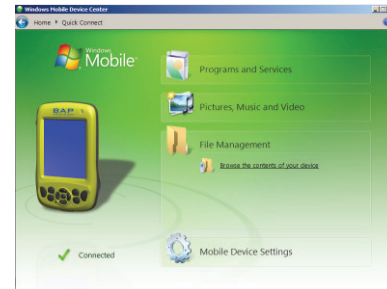 Windows Mobile Device Center
Home ▸ Quick Connect
Windows
Mobile
Programs and Services
Pictures, Music and Video
BAP
File Management
Browse the contents of your device
Connected
Mobile Device Settings